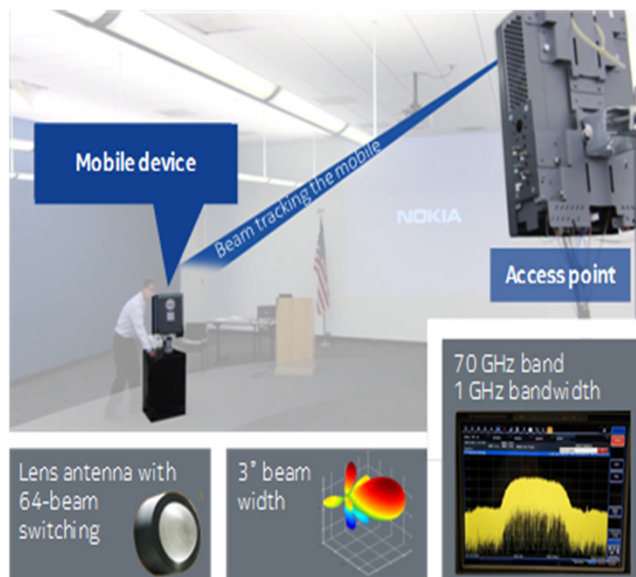 Mobile device
Beam tracking the mobile
NOKIA
Access point
70 GHz band
1 GHz bandwidth
Lens antenna with
64-beam
switching
3° beam
width